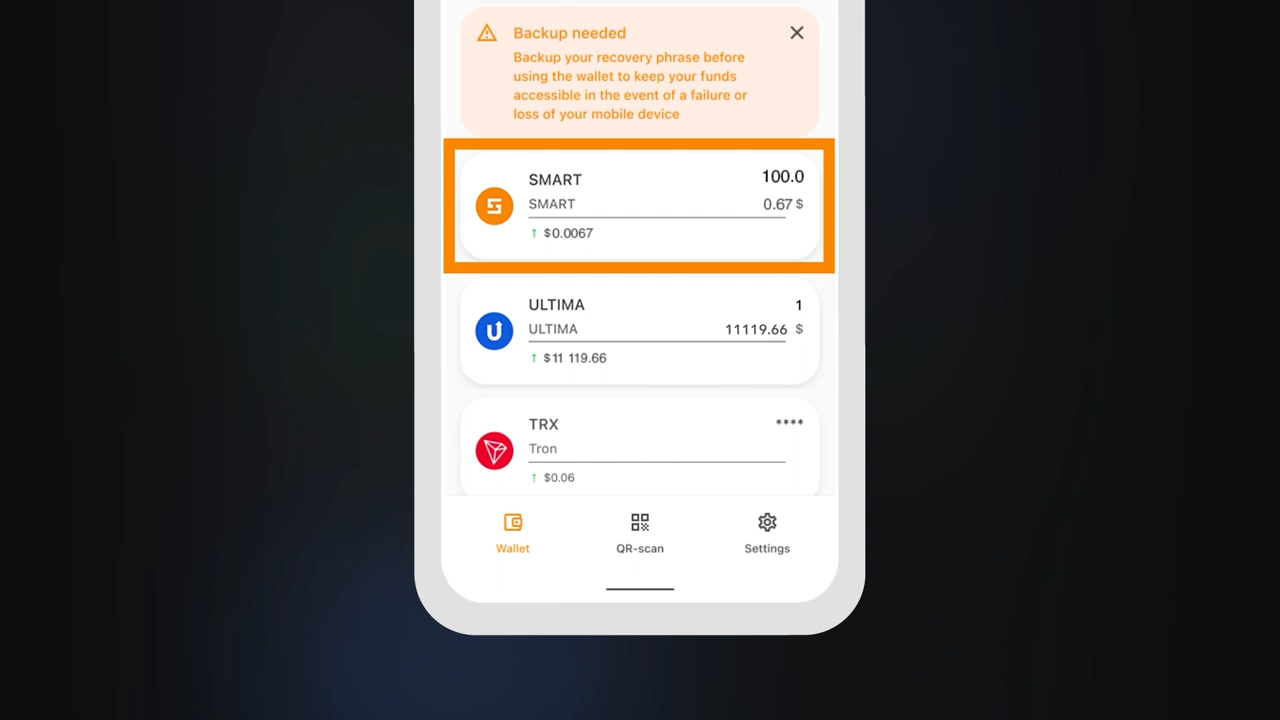 Backup needed
Backup your recovery phrase before
using the wallet to keep your funds
accessible in the event of a failure or
loss of your mobile device
SMART 100.0
SMART 0.67 $
↑ $0.0067
ULTIMA 1
ULTIMA 11119.66 $
↑ $11 119.66
TRX ****
Tron
↑ $0.06
Wallet QR-scan Settings